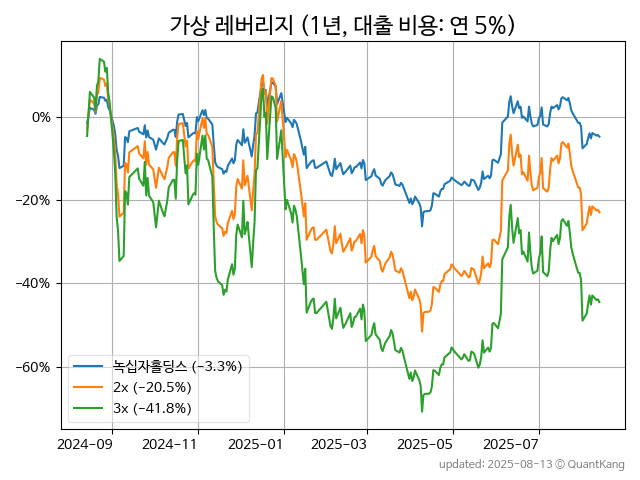 가상 레버리지 (1년, 대출 비용: 연 5%)
0%
−20%
−40%
−60%
녹십자홀딩스 (−3.3%)
2x (−20.5%)
3x (−41.8%)
2024-09 2024-11 2025-01 2025-03 2025-05 2025-07
updated: 2025-08-13 © QuantKang